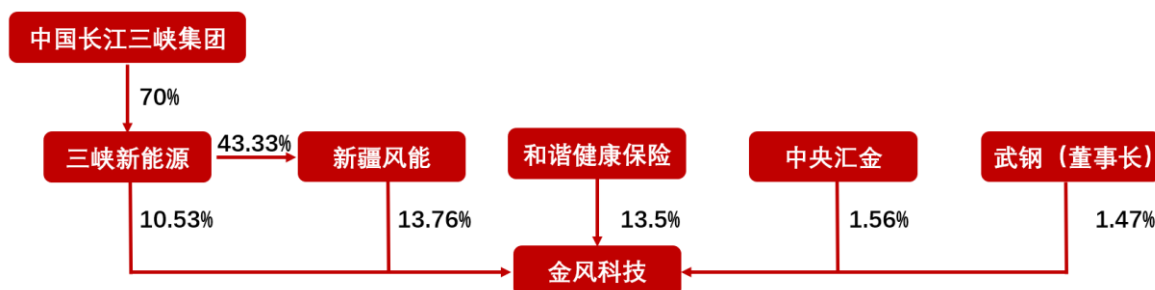 中国长江三峡集团
70%
三峡新能源
43.33%
新疆风能
和谐健康保险
中央汇金
武钢（董事长）
10.53%
13.76%
13.5%
1.56%
1.47%
金风科技